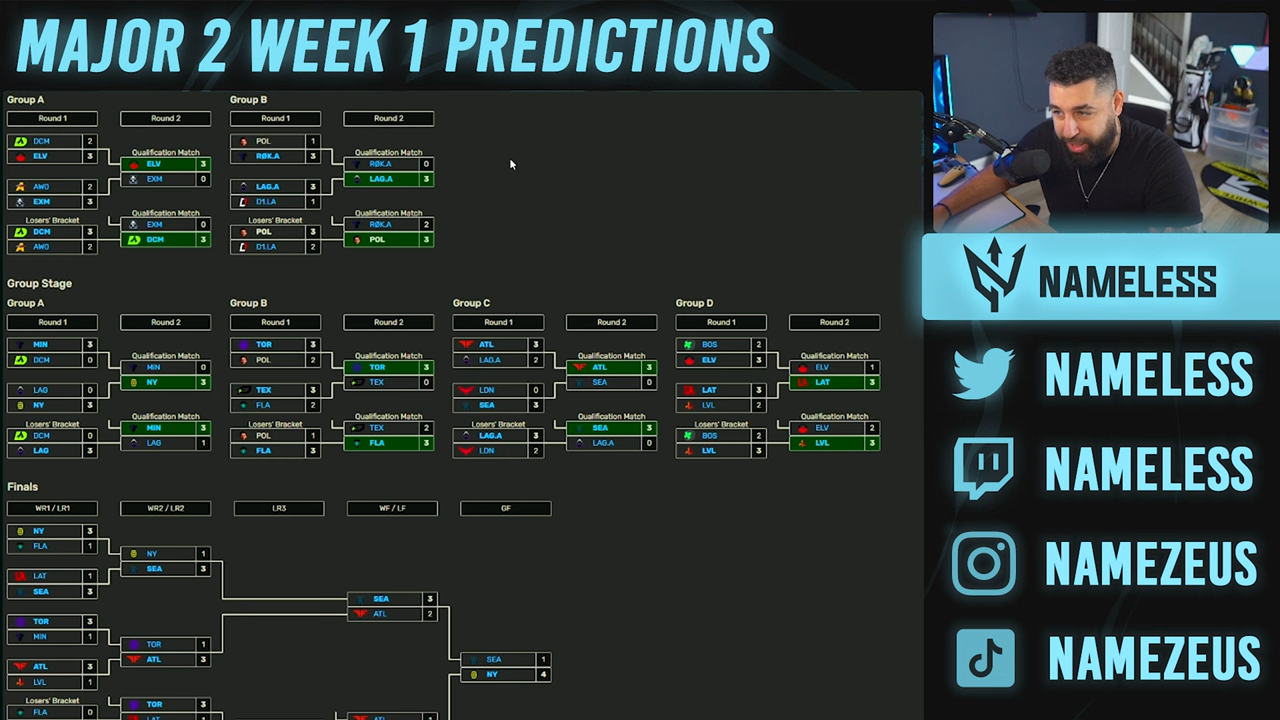 MAJOR 2 WEEK 1 PREDICTIONS
Group A
Round 1
Round 2
DCM 2
ELV 3
AWO 2
EXM 3
Losers' Bracket
DCM 3
AWO 2
Qualification Match
ELV 3
EXM 0
Qualification Match
EXM 0
DCM 3
Group B
Round 1
Round 2
POL 1
RØK.A 3
LAG.A 3
D1.LA 1
Losers' Bracket
POL 3
D1.LA 2
Qualification Match
RØK.A 0
LAG.A 3
Qualification Match
RØK.A 2
POL 3
Group Stage
Group A
Round 1
Round 2
MIN 3
DCM 0
LAG 0
NY 3
Losers' Bracket
DCM 0
LAG 3
Qualification Match
MIN 0
NY 3
Qualification Match
MIN 3
LAG 1
Group B
Round 1
Round 2
TOR 3
POL 2
TEX 3
FLA 2
Losers' Bracket
POL 1
FLA 3
Qualification Match
TOR 3
TEX 0
Qualification Match
TEX 2
FLA 3
Group C
Round 1
Round 2
ATL 3
LAG.A 2
LDN 0
SEA 3
Losers' Bracket
LAG.A 3
LDN 2
Qualification Match
ATL 3
SEA 0
Qualification Match
SEA 3
LAG.A 0
Group D
Round 1
Round 2
BOS 2
ELV 3
LAT 3
LVL 2
Losers' Bracket
BOS 2
LVL 3
Qualification Match
ELV 1
LAT 3
Qualification Match
ELV 2
LVL 3
Finals
WR1 / LR1
WR2 / LR2
LR3
WF / LF
GF
NY 3
FLA 1
LAT 1
SEA 3
TOR 3
MIN 1
ATL 3
LVL 1
Losers' Bracket
FLA 0
NY 1
SEA 3
TOR 1
ATL 3
TOR 3
SEA 3
ATL 2
SEA 1
NY 4
NAMELESS
NAMELESS
NAMELESS
NAMEZEUS
NAMEZEUS